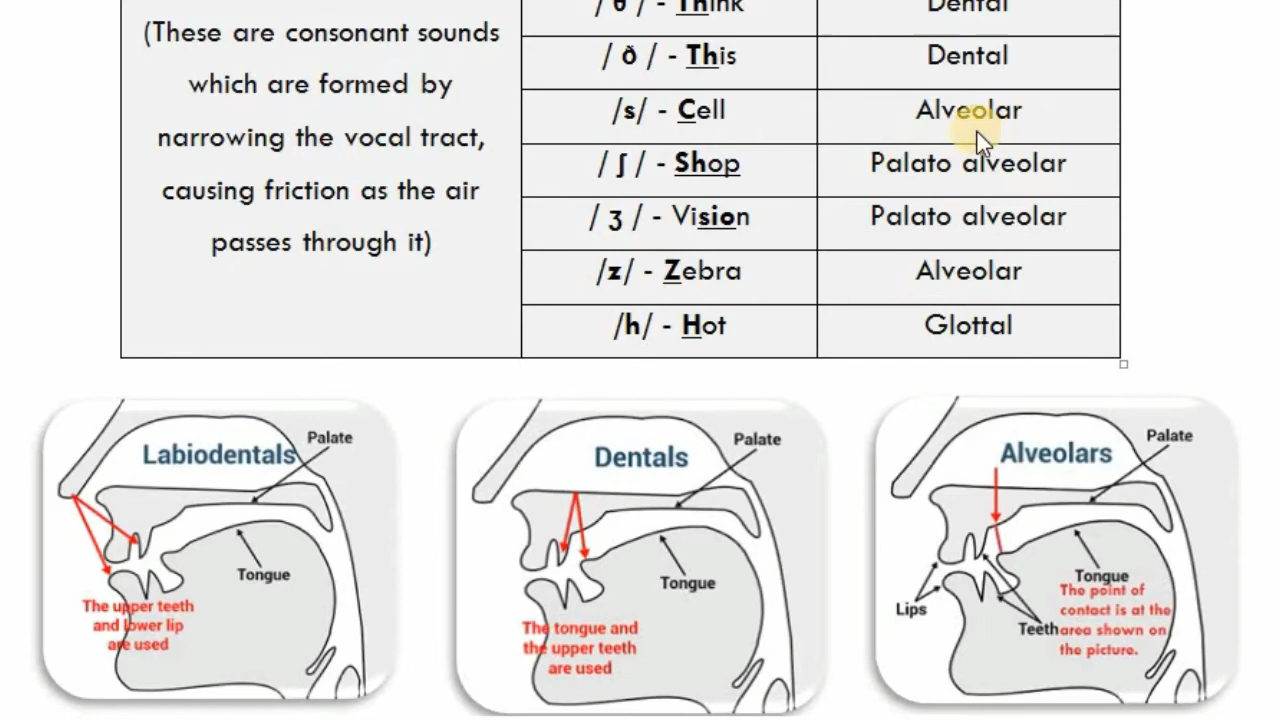 / θ / - Think
Dental
(These are consonant sounds
which are formed by
narrowing the vocal tract,
causing friction as the air
passes through it)
/ ð / - This
Dental
/s/ - Cell
Alveolar
/ ʃ / - Shop
Palato alveolar
/ ʒ / - Vision
Palato alveolar
/z/ - Zebra
Alveolar
/h/ - Hot
Glottal
Labiodentals
Palate
Tongue
The upper teeth
and lower lip
are used
Dentals
Palate
Tongue
The tongue and
the upper teeth
are used
Alveolars
Palate
Tongue
Lips
Teeth
The point of
contact is at the
area shown on
the picture.